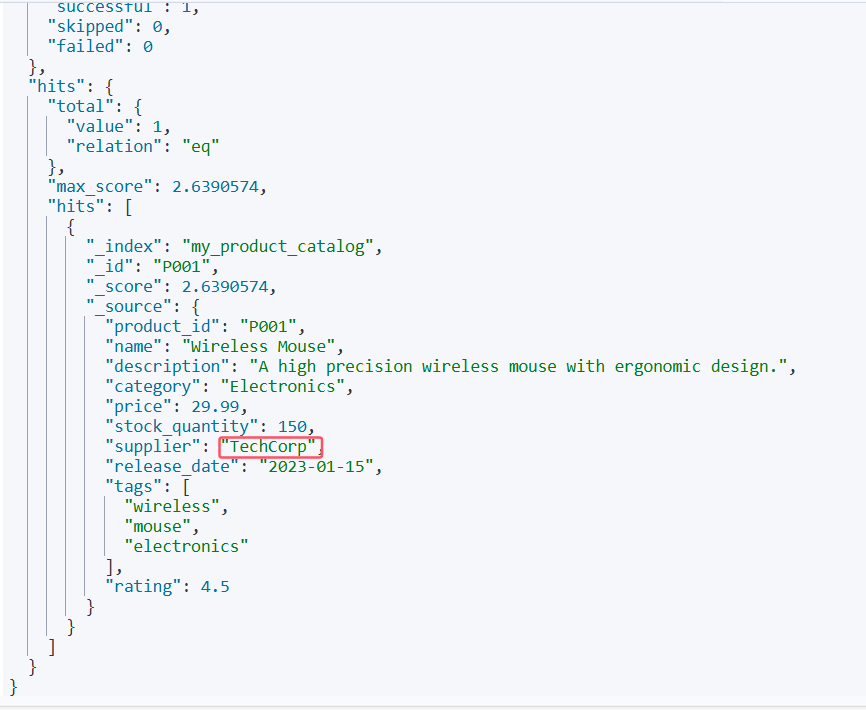 "successful": 1,
"skipped": 0,
"failed": 0
},
"hits": {
"total": {
"value": 1,
"relation": "eq"
},
"max_score": 2.6390574,
"hits": [
{
"_index": "my_product_catalog",
"_id": "P001",
"_score": 2.6390574,
"_source": {
"product_id": "P001",
"name": "Wireless Mouse",
"description": "A high precision wireless mouse with ergonomic design.",
"category": "Electronics",
"price": 29.99,
"stock_quantity": 150,
"supplier": "TechCorp",
"release_date": "2023-01-15",
"tags": [
"wireless",
"mouse",
"electronics"
],
"rating": 4.5
}
}
]
}
}